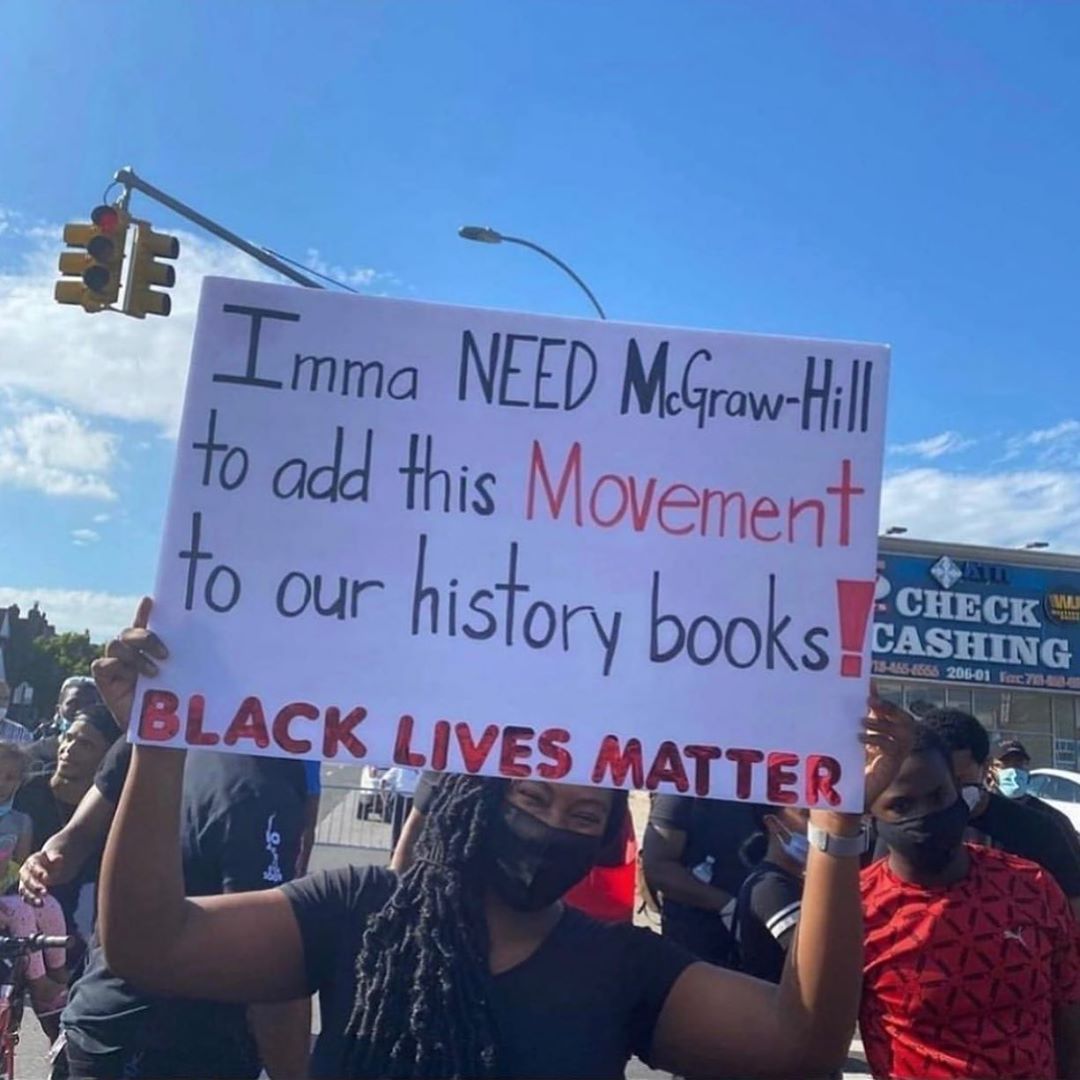 Imma NEED McGraw-Hill
to add this Movement
to our history books!
BLACK LIVES MATTER
CHECK
CASHING
206-01